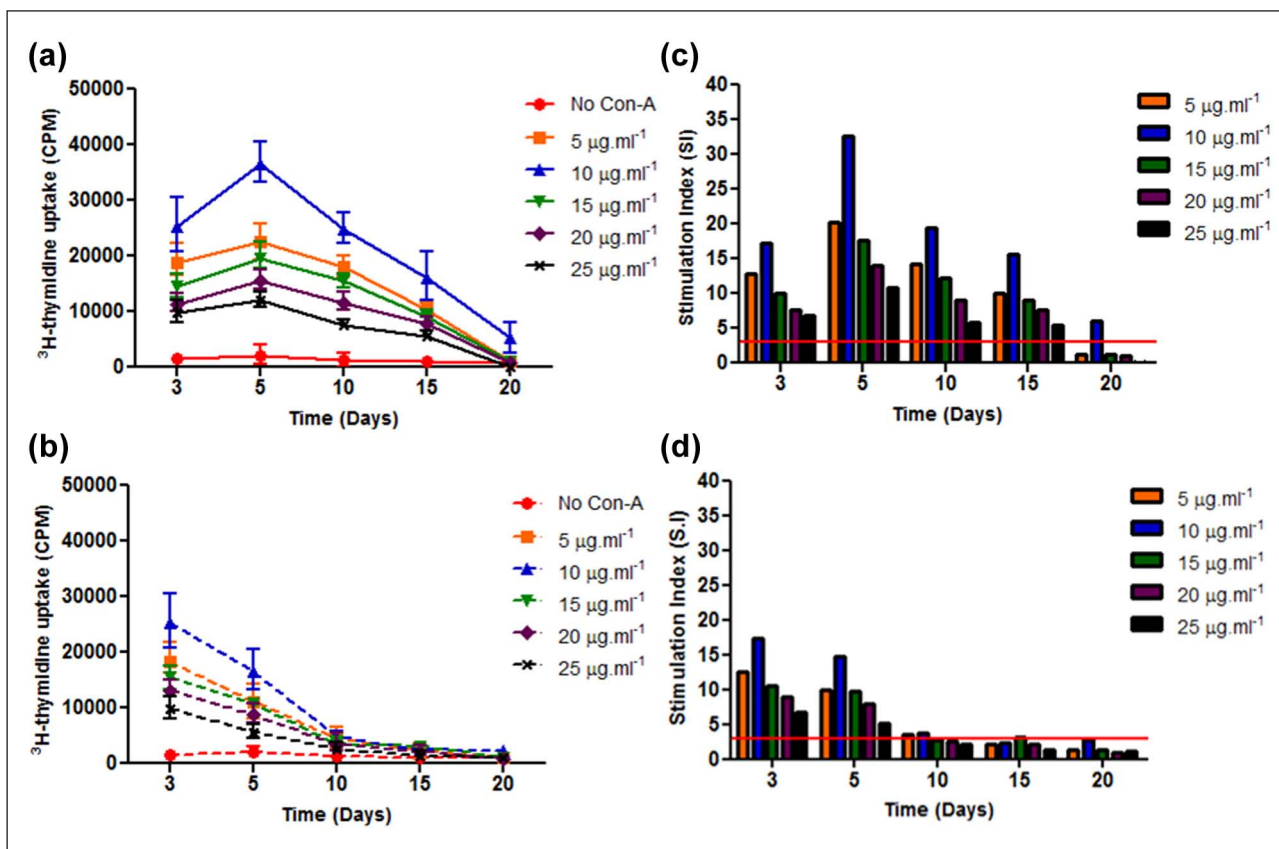 (a)
50000
40000
30000
20000
10000
0
³H-thymidine uptake (CPM)
3 5 10 15 20
Time (Days)
No Con-A
5 µg.ml⁻¹
10 µg.ml⁻¹
15 µg.ml⁻¹
20 µg.ml⁻¹
25 µg.ml⁻¹
(c)
40
35
30
25
20
15
10
5
0
Stimulation Index (SI)
3 5 10 15 20
Time (Days)
5 µg.ml⁻¹
10 µg.ml⁻¹
15 µg.ml⁻¹
20 µg.ml⁻¹
25 µg.ml⁻¹
(b)
50000
40000
30000
20000
10000
0
³H-thymidine uptake (CPM)
3 5 10 15 20
Time (Days)
No Con-A
5 µg.ml⁻¹
10 µg.ml⁻¹
15 µg.ml⁻¹
20 µg.ml⁻¹
25 µg.ml⁻¹
(d)
40
35
30
25
20
15
10
5
0
Stimulation Index (S.I)
3 5 10 15 20
Time (Days)
5 µg.ml⁻¹
10 µg.ml⁻¹
15 µg.ml⁻¹
20 µg.ml⁻¹
25 µg.ml⁻¹